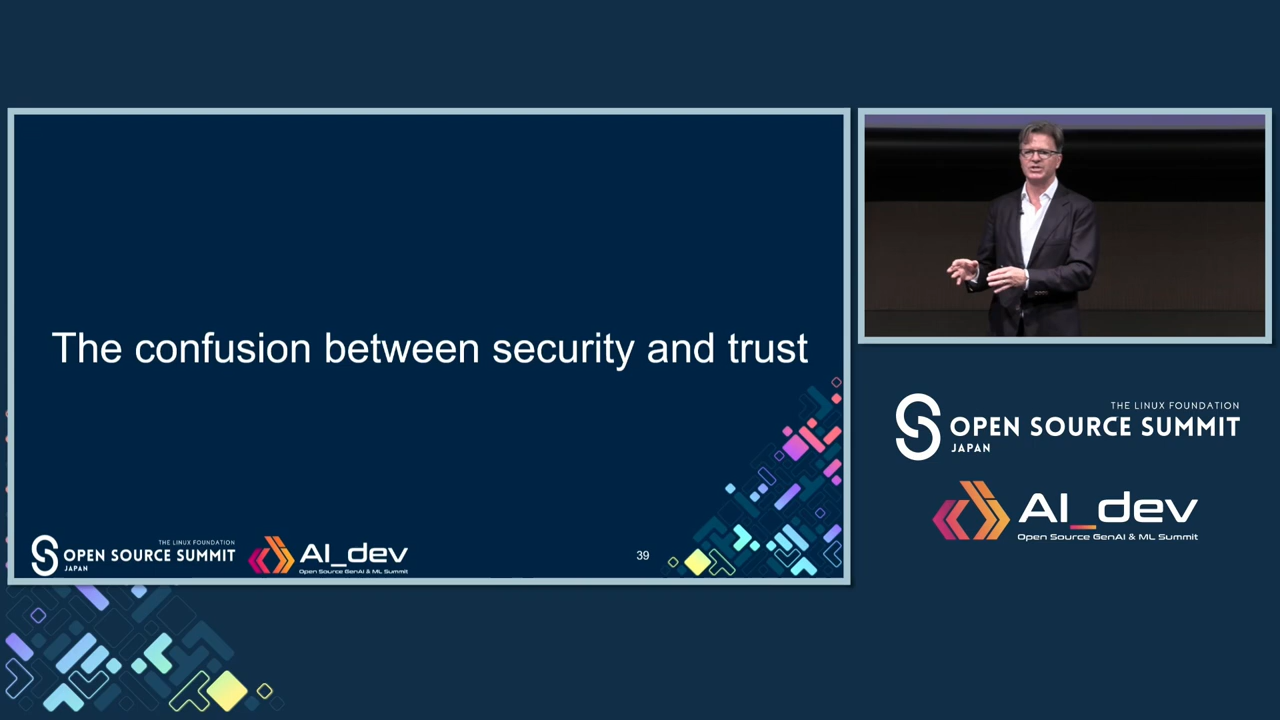 The confusion between security and trust
THE LINUX FOUNDATION
OPEN SOURCE SUMMIT
JAPAN
AI_dev
Open Source GenAI & ML Summit
39
THE LINUX FOUNDATION
OPEN SOURCE SUMMIT
JAPAN
AI_dev
Open Source GenAI & ML Summit